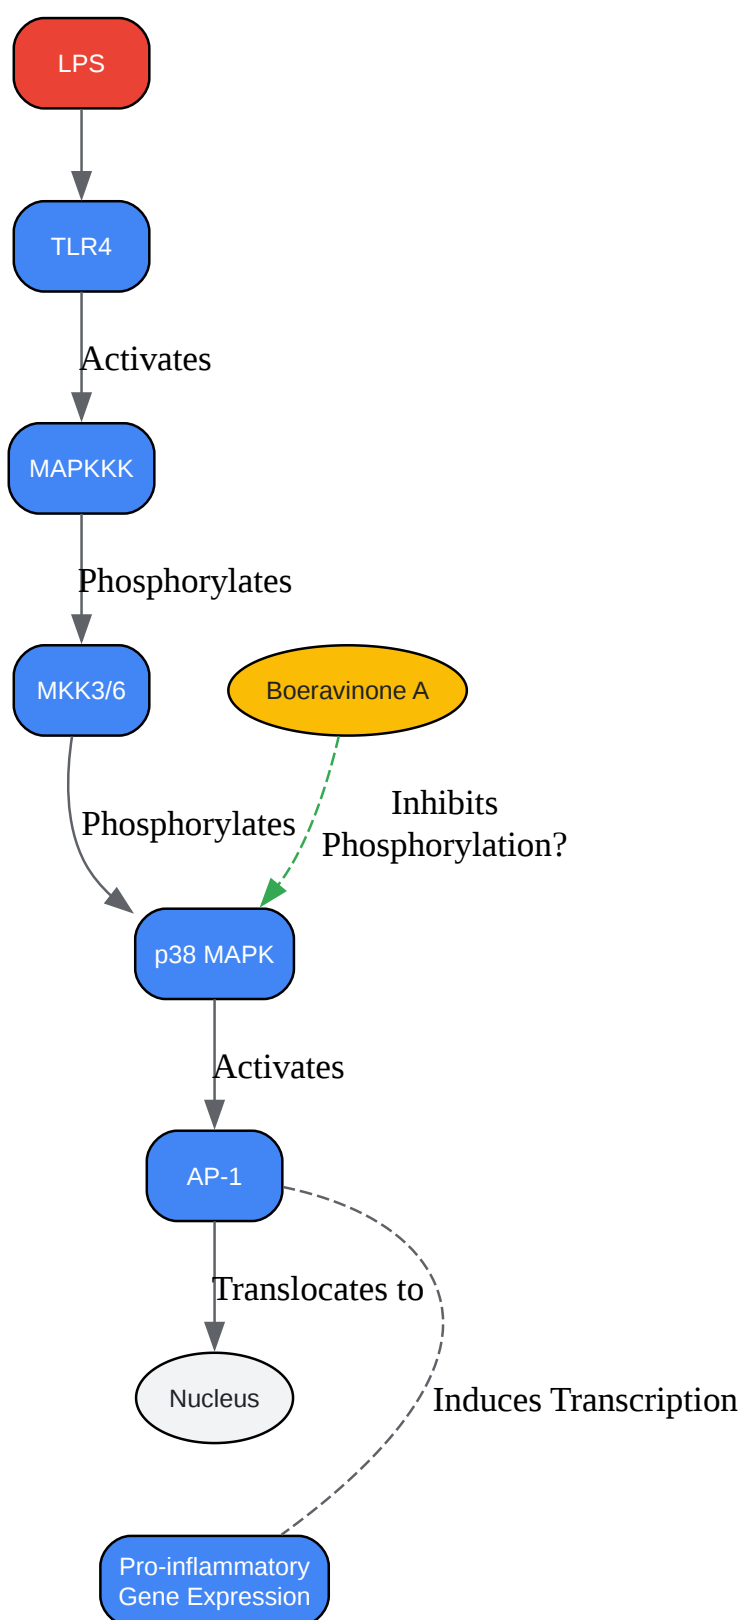 LPS
TLR4
Activates
MAPKKK
Phosphorylates
MKK3/6
Boeravinone A
Phosphorylates
Inhibits
Phosphorylation?
p38 MAPK
Activates
AP-1
Translocates to
Nucleus
Induces Transcription
Pro-inflammatory
Gene Expression